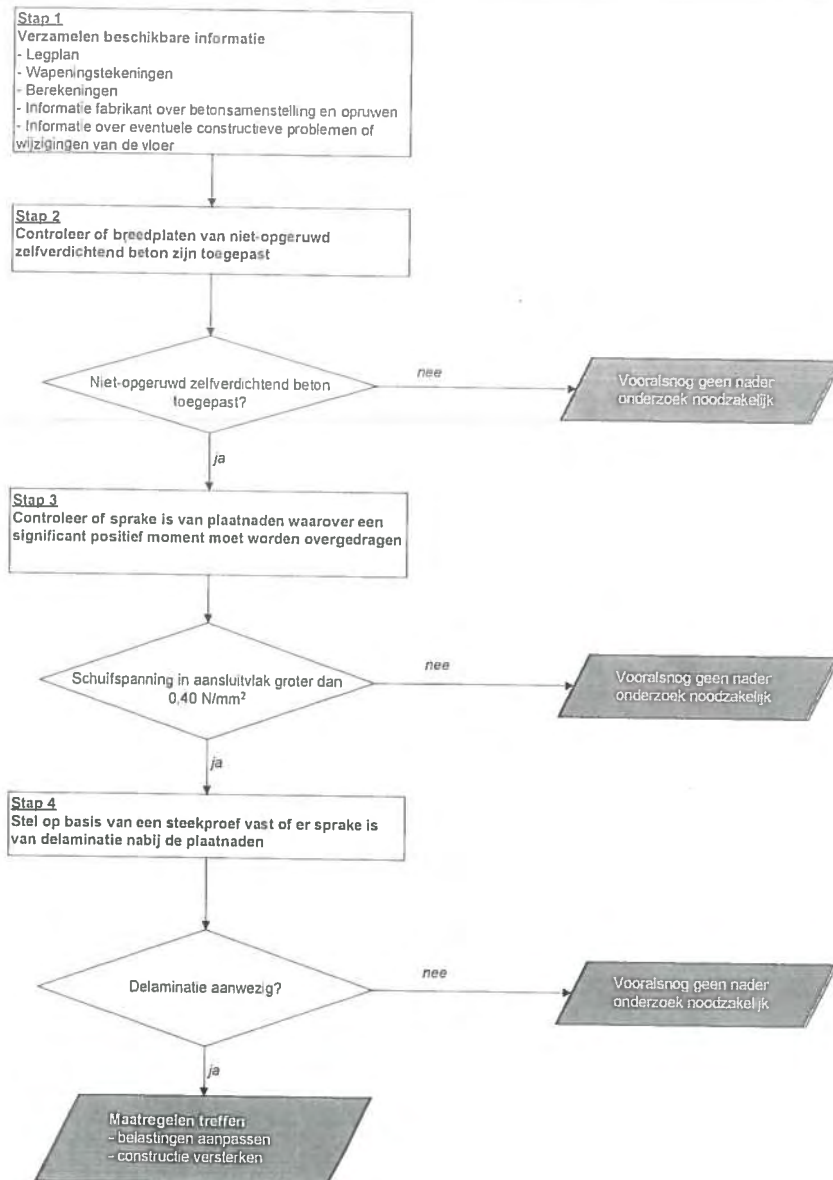 Stap 1
Verzamelen beschikbare informatie
- Legplan
- Wapeningstekeningen
- Berekeningen
- Informatie fabrikant over betonsamenstelling en opruwen
- Informatie over eventuele constructieve problemen of
wijzigingen van de vloer
Stap 2
Controleer of breedplaten van niet-opgeruwd
zelfverdichtend beton zijn toegepast
Niet-opgeruwd zelfverdichtend beton
toegepast?
nee
Vooralsnog geen nader
onderzoek noodzakelijk
ja
Stap 3
Controleer of sprake is van plaatnaden waarover een
significant positief moment moet worden overgedragen
Schuifspanning in aansluitvlak groter dan
0,40 N/mm²
nee
Vooralsnog geen nader
onderzoek noodzakelijk
ja
Stap 4
Stel op basis van een steekproef vast of er sprake is
van delaminatie nabij de plaatnaden
Delaminatie aanwezig?
nee
Vooralsnog geen nader
onderzoek noodzakelijk
ja
Maatregelen treffen
- belastingen aanpassen
- constructie versterken